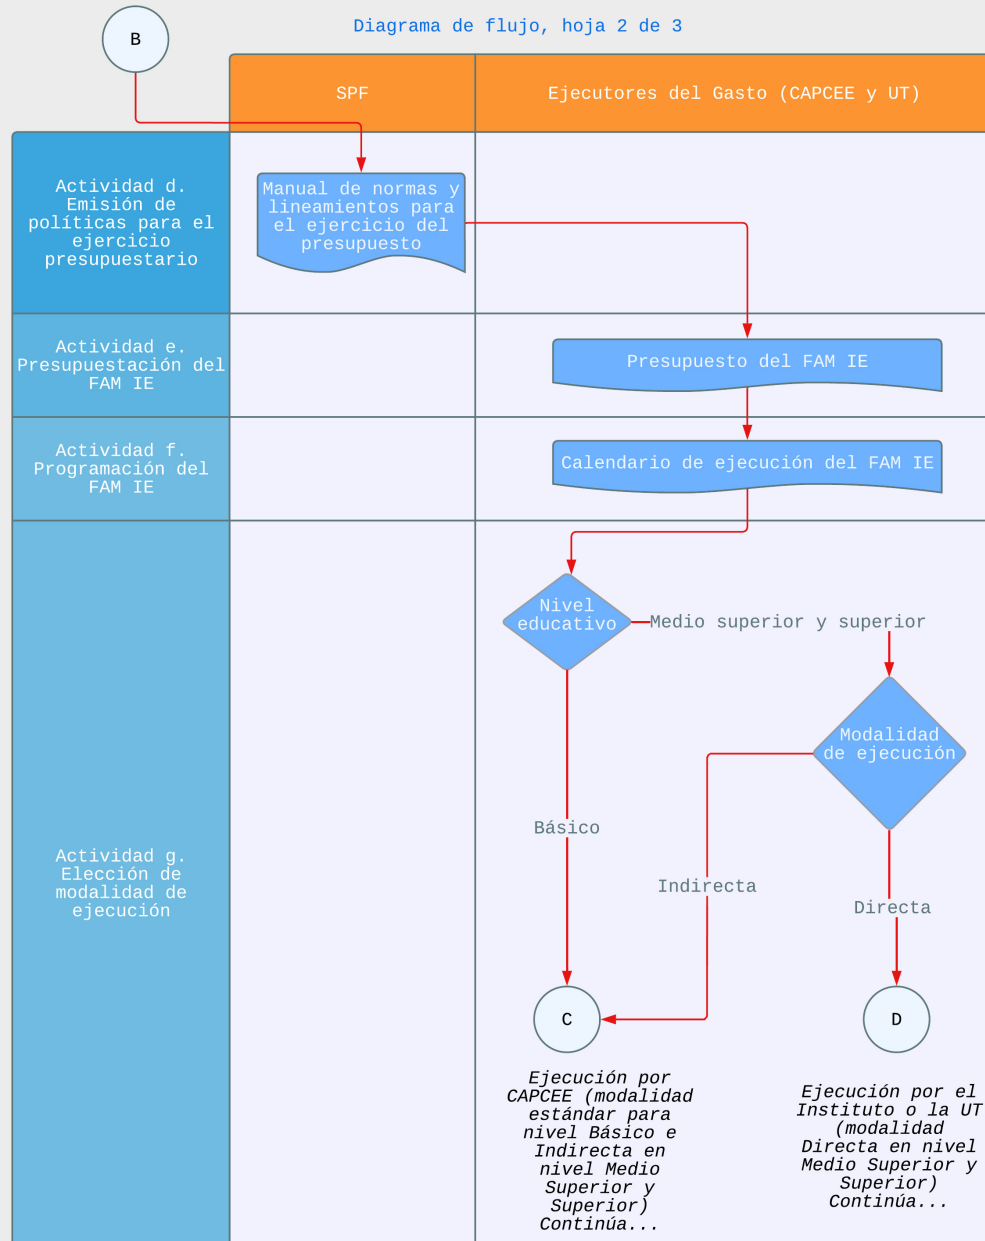 B
Diagrama de flujo, hoja 2 de 3
SPF
Ejecutores del Gasto (CAPCEE y UT)
Actividad d.
Emisión de
políticas para el
ejercicio
presupuestario
Manual de normas y
lineamientos para
el ejercicio del
presupuesto
Actividad e.
Presupuestación del
FAM IE
Presupuesto del FAM IE
Actividad f.
Programación del
FAM IE
Calendario de ejecución del FAM IE
Actividad g.
Elección de
modalidad de
ejecución
Nivel
educativo
Medio superior y superior
Modalidad
de ejecución
Básico
Indirecta
Directa
C
D
Ejecución por
CAPCEE (modalidad
estándar para
nivel Básico e
Indirecta en
nivel Medio
Superior y
Superior)
Continúa...
Ejecución por el
Instituto o la UT
(modalidad
Directa en nivel
Medio Superior y
Superior)
Continúa...